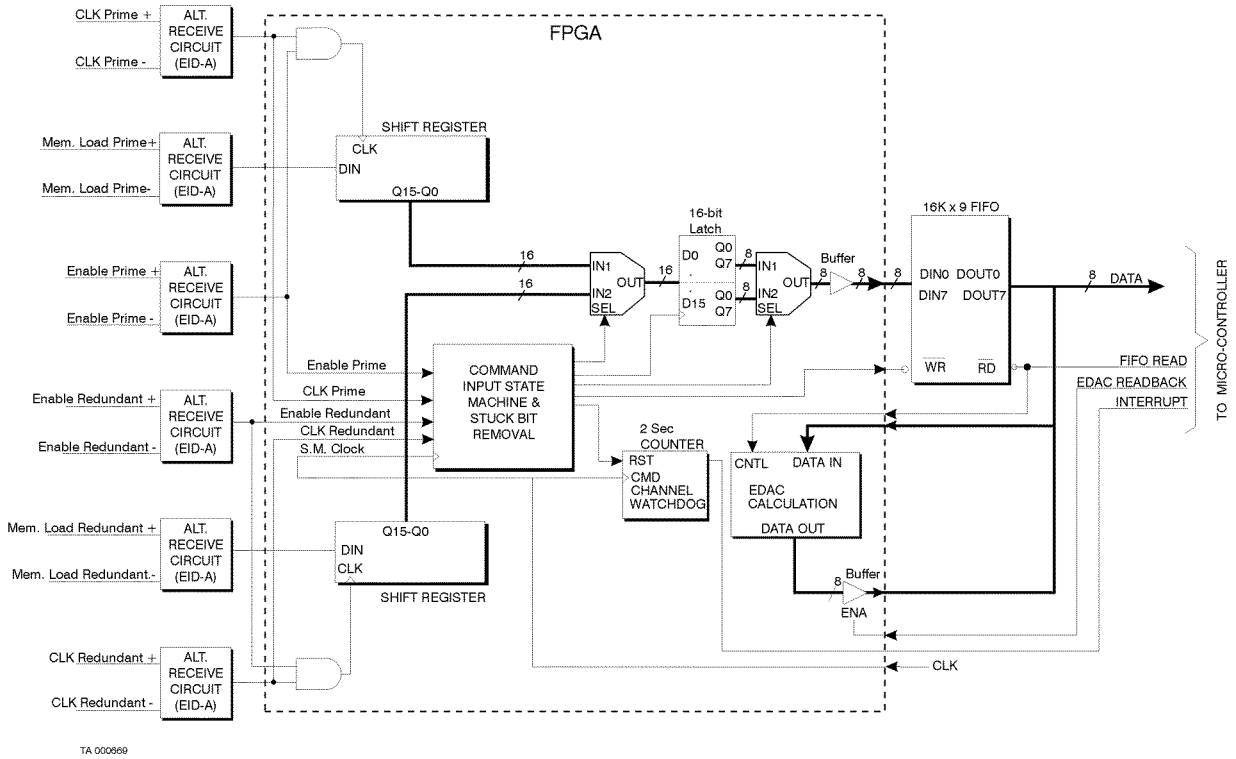 CLK Prime +
CLK Prime -
ALT.
RECEIVE
CIRCUIT
(EID-A)
FPGA
Mem. Load Prime+
Mem. Load Prime-
ALT.
RECEIVE
CIRCUIT
(EID-A)
SHIFT REGISTER
CLK
DIN
Q15-Q0
Enable Prime +
Enable Prime -
ALT.
RECEIVE
CIRCUIT
(EID-A)
16
16
IN1
IN2
OUT
SEL
16
16-bit
Latch
D0
D15
Q0
Q7
Q0
Q7
8
8
IN1
IN2
OUT
SEL
8
Buffer
8
8
16K x 9 FIFO
DIN0
DIN7
DOUT0
DOUT7
WR
RD
8
DATA
FIFO READ
EDAC READBACK
INTERRUPT
TO MICRO-CONTROLLER
Enable Prime
CLK Prime
Enable Redundant
CLK Redundant
S.M. Clock
COMMAND
INPUT STATE
MACHINE &
STUCK BIT
REMOVAL
Enable Redundant +
Enable Redundant -
ALT.
RECEIVE
CIRCUIT
(EID-A)
2 Sec
COUNTER
RST
CMD
CHANNEL
WATCHDOG
CNTL
DATA IN
EDAC
CALCULATION
DATA OUT
8
Buffer
ENA
CLK
Mem. Load Redundant +
Mem. Load Redundant.-
ALT.
RECEIVE
CIRCUIT
(EID-A)
Q15-Q0
DIN
CLK
SHIFT REGISTER
CLK Redundant +
CLK Redundant -
ALT.
RECEIVE
CIRCUIT
(EID-A)
TA 000669